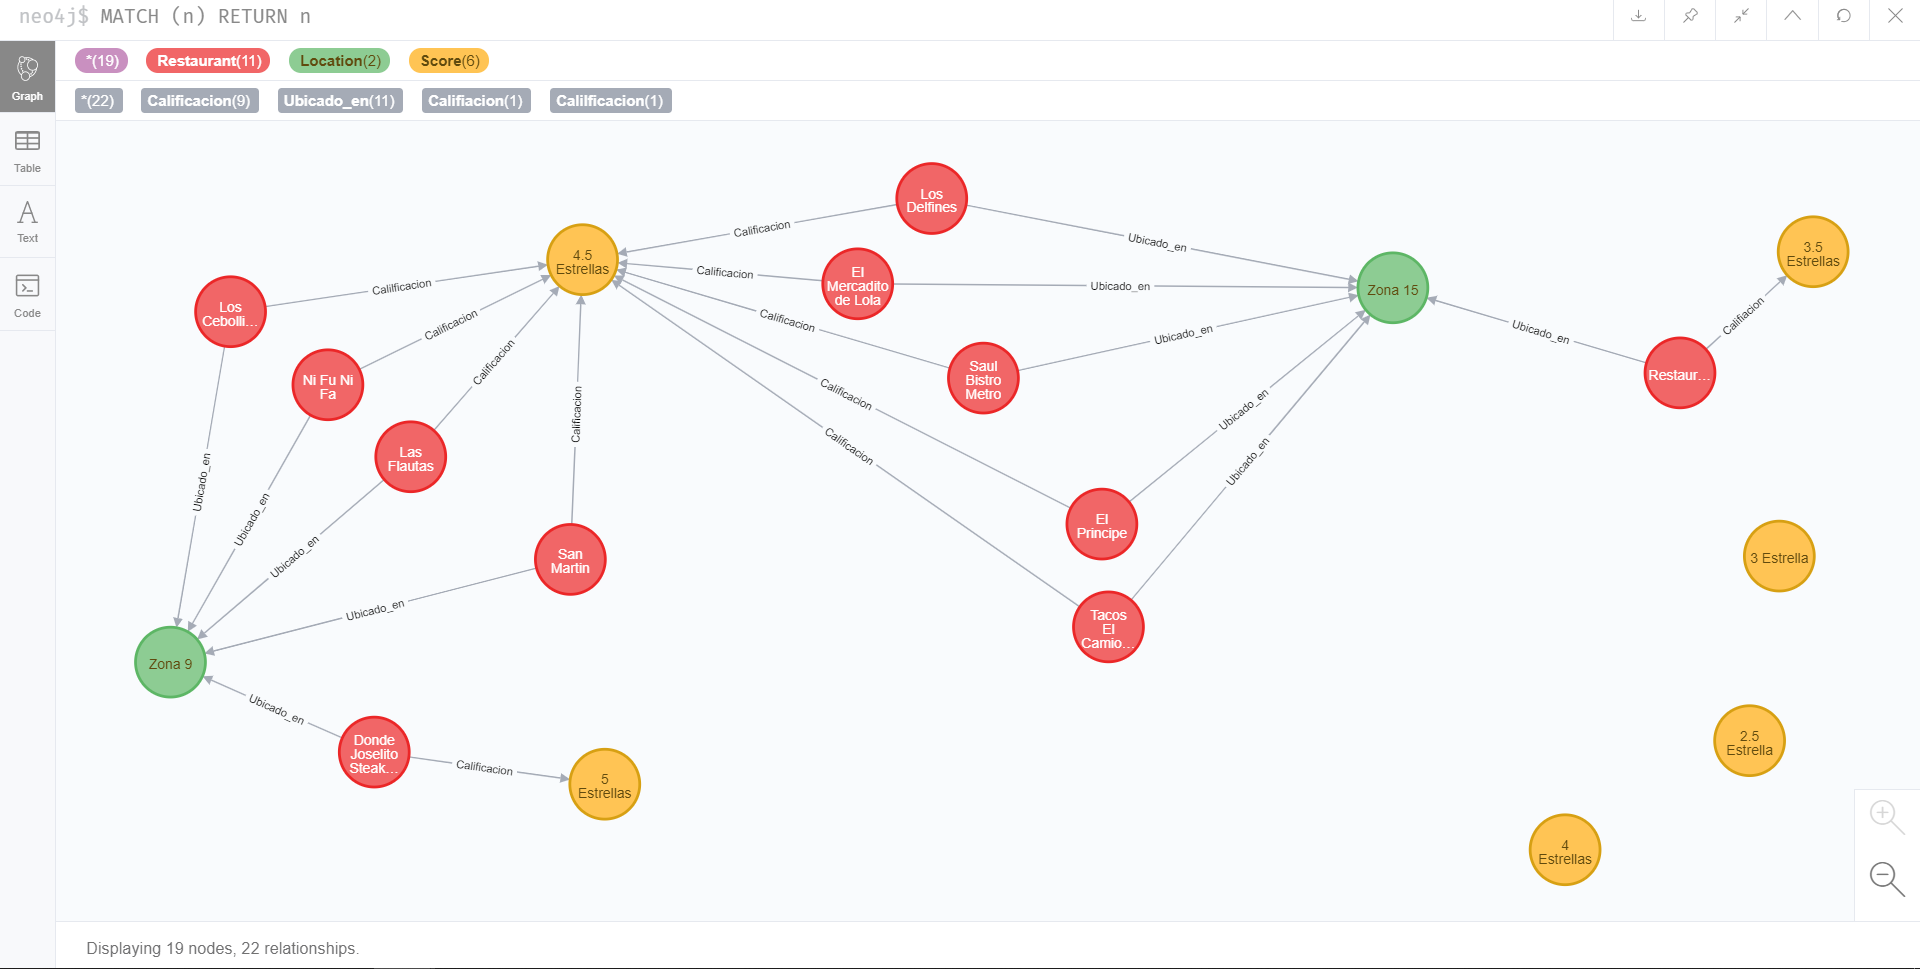 neo4j$ MATCH (n) RETURN n
Graph
Table
Text
Code
*(19) Restaurant(11) Location(2) Score(6)
*(22) Calificacion(9) Ubicado_en(11) Califiacion(1) Calilficacion(1)
Los
Delfines
Calificacion
Ubicado_en
4.5
Estrellas
El
Mercadito
de Lola
Calificacion
Ubicado_en
Zona 15
3.5
Estrellas
Los
Cebolli...
Calilficacion
Ni Fu Ni
Fa
Calificacion
Las
Flautas
Calificacion
San
Martin
Calificacion
Saul
Bistro
Metro
Calificacion
Ubicado_en
Restaur...
Ubicado_en
Califiacion
El
Principe
Calificacion
Ubicado_en
Tacos
El
Camio...
Calificacion
Ubicado_en
Ubicado_en
Ubicado_en
Ubicado_en
Ubicado_en
Zona 9
Ubicado_en
Donde
Joselito
Steak...
Calificacion
5
Estrellas
3 Estrella
2.5
Estrella
4
Estrellas
Displaying 19 nodes, 22 relationships.